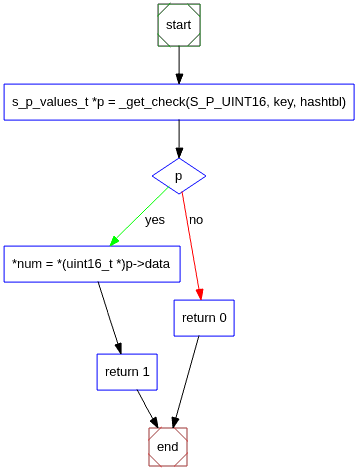 start
s_p_values_t *p = _get_check(S_P_UINT16, key, hashtbl)
p
yes
no
*num = *(uint16_t *)p->data
return 0
return 1
end